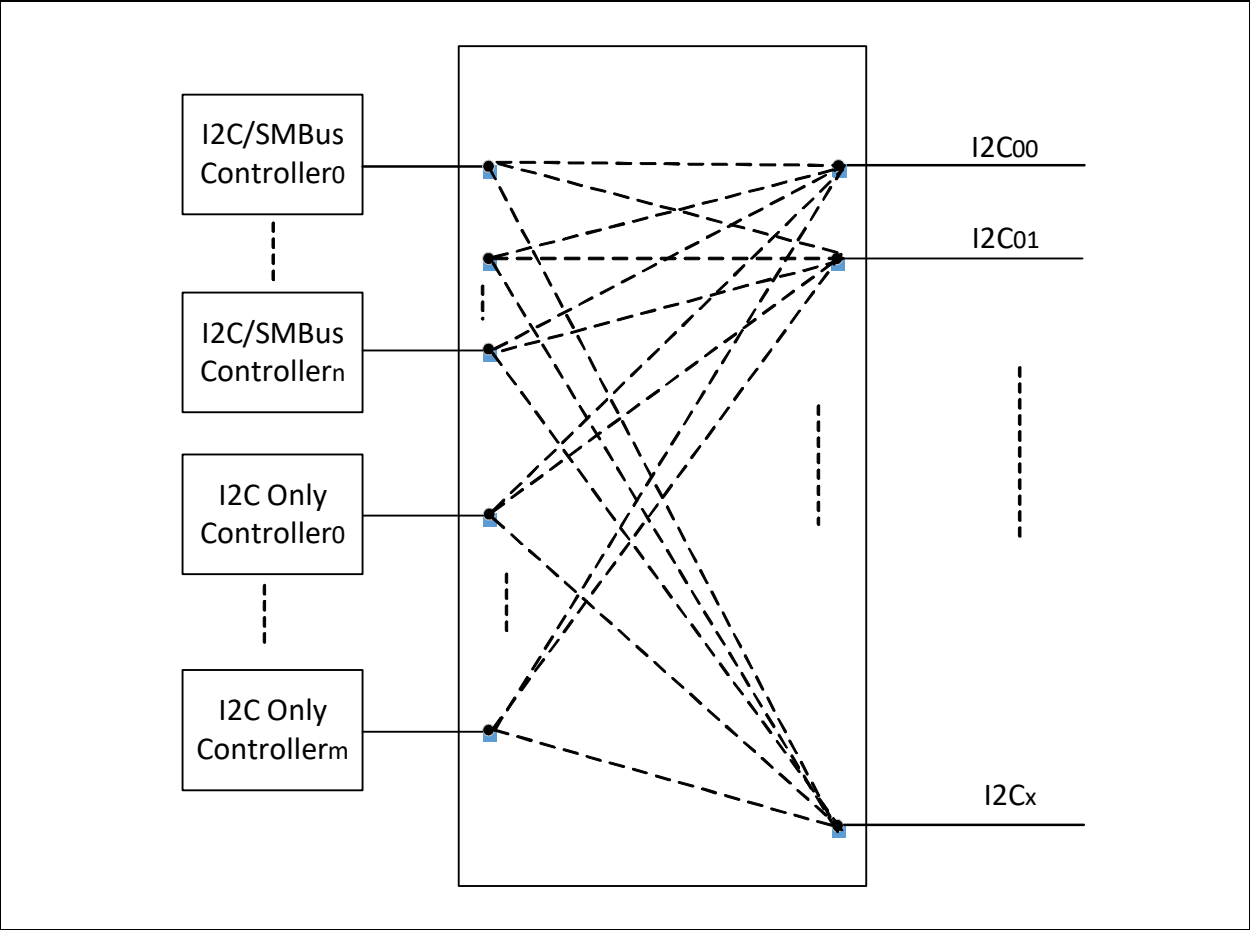 I2C/SMBus
Controller0
I2C00
I2C01
I2C/SMBus
Controllern
I2C Only
Controller0
I2C Only
Controllerm
I2Cx